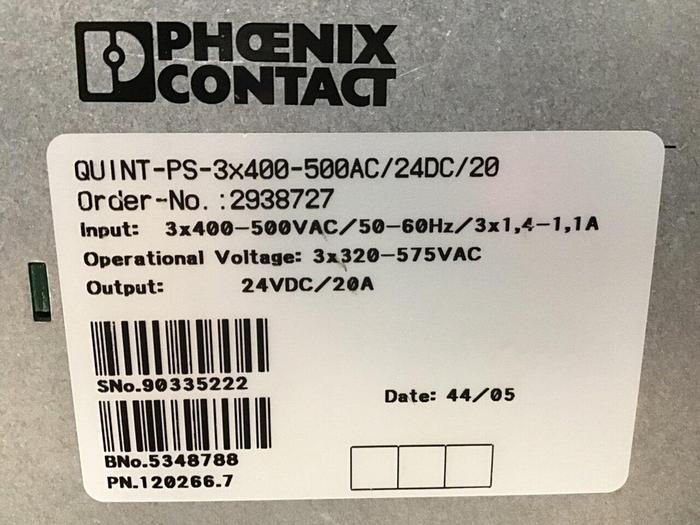 PHŒNIX
CONTACT
QUINT-PS-3x400-500AC/24DC/20
Order-No.:2938727
Input: 3x400-500VAC/50-60Hz/3x1,4-1,1A
Operational Voltage: 3x320-575VAC
Output: 24VDC/20A
SNo.90335222
Date: 44/05
BNo.5348788
PN.120266.7